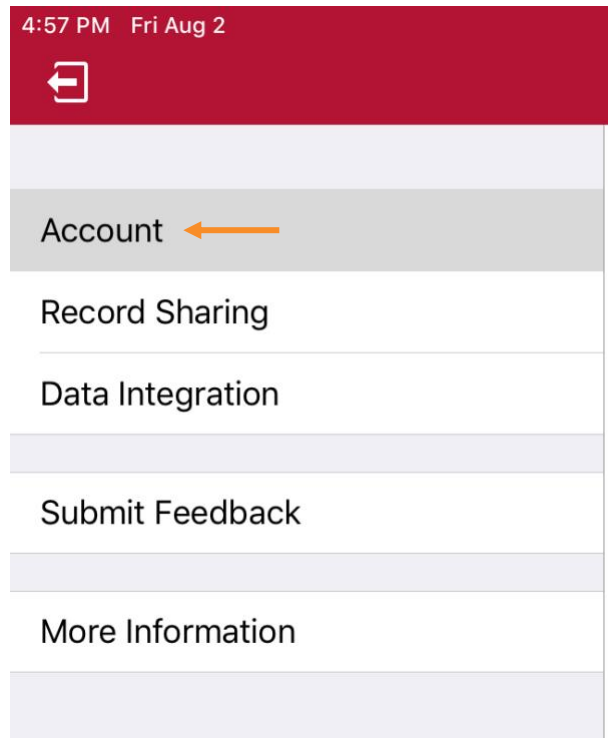 4:57 PM Fri Aug 2
Account
Record Sharing
Data Integration
Submit Feedback
More Information